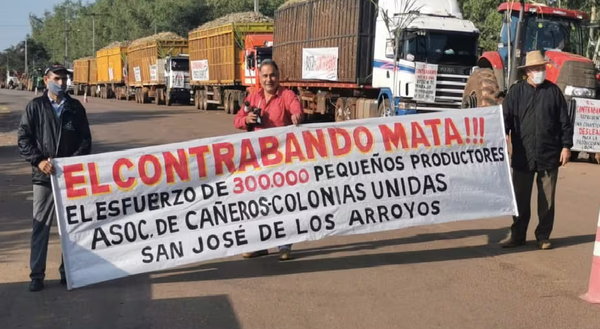 EL CONTRABANDO MATA!!!
EL ESFUERZO DE 300.000 PEQUEÑOS PRODUCTORES
ASOC. DE CAÑEROS-COLONIAS UNIDAS
SAN JOSÉ DE LOS ARROYOS